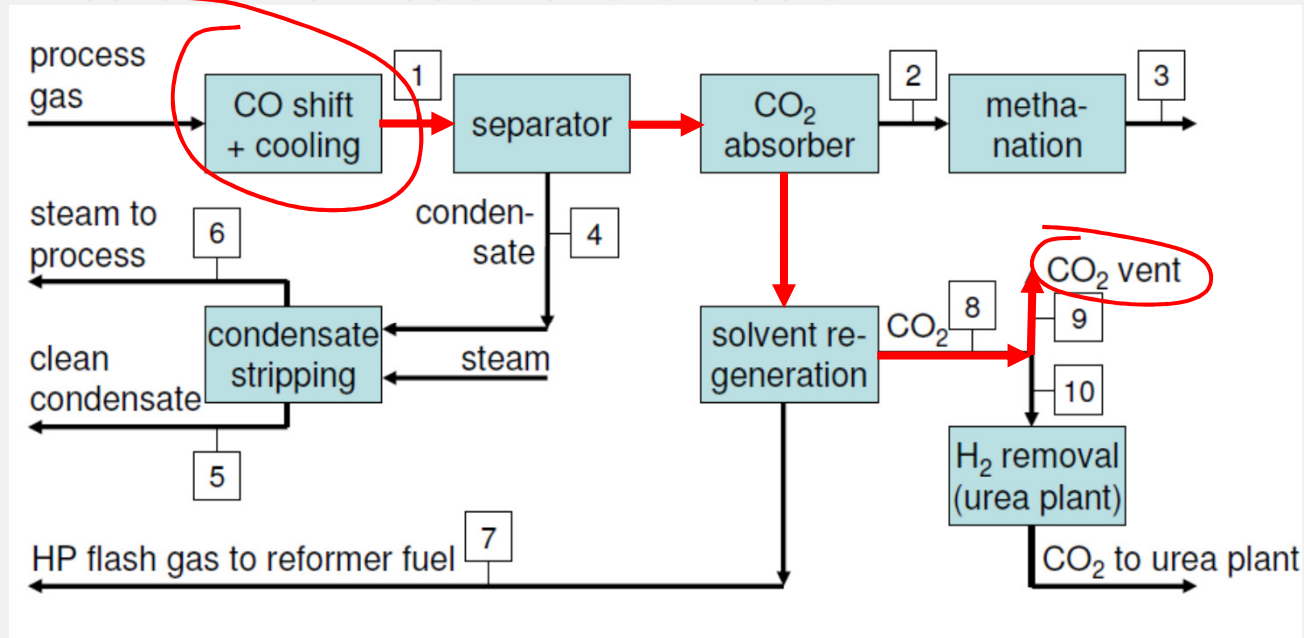 process
gas
CO shift
+ cooling
1
separator
CO₂
absorber
2
metha-
nation
3
steam to
process
6
conden-
sate
4
CO₂ vent
clean
condensate
condensate
stripping
steam
solvent re-
generation
CO₂
8
9
10
5
H₂ removal
(urea plant)
HP flash gas to reformer fuel
7
CO₂ to urea plant